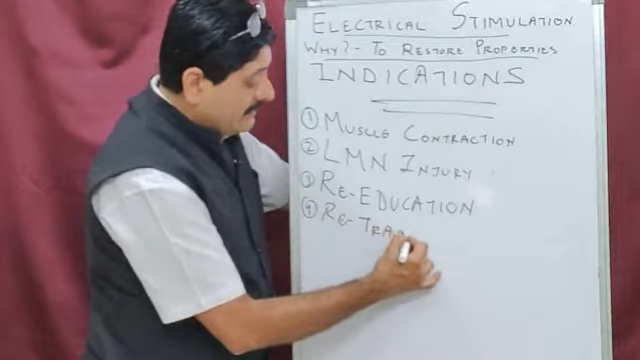 ELECTRICAL STIMULATION
WHY?- TO RESTORE PROPERTIES
INDICATIONS
① MUSCLE CONTRACTION
② LMN INJURY
③ RE-EDUCATION
④ RE-TRA